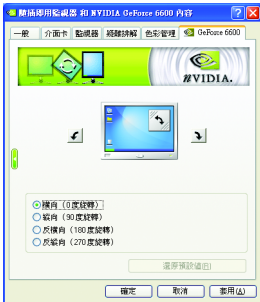 隨插即用監視器 和 NVIDIA GeForce 6600 內容
一般 介面卡 監視器 疑難排解 色彩管理 GeForce 6600
NVIDIA.
橫向 (0度旋轉)
縱向 (90度旋轉)
反橫向 (180度旋轉)
反縱向 (270度旋轉)
還原預設值(R)
確定 取消 套用(A)